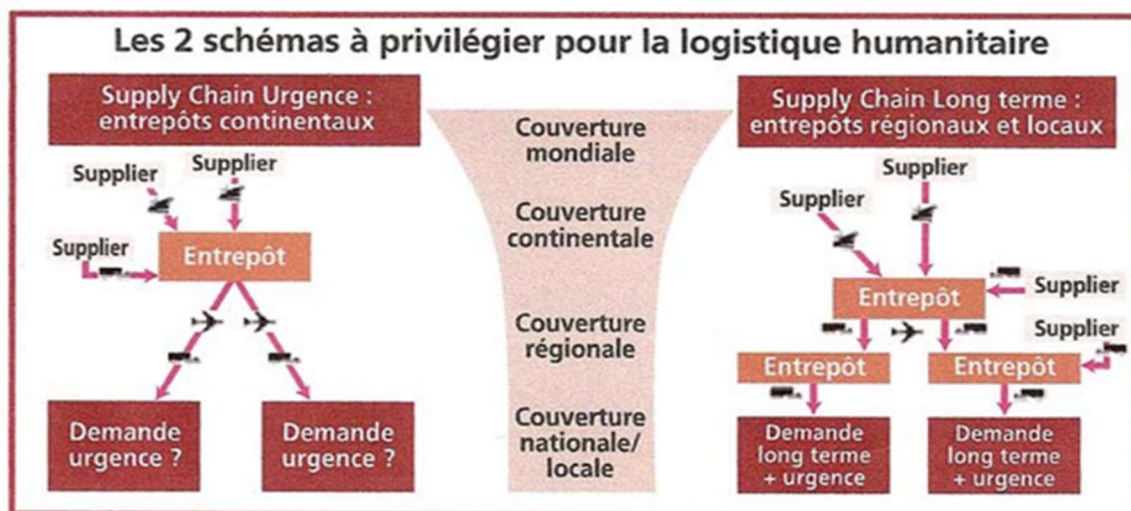 Les 2 schémas à privilégier pour la logistique humanitaire
Supply Chain Urgence :
entrepôts continentaux
Supplier
Supplier
Supplier
Entrepôt
Demande
urgence ?
Demande
urgence ?
Couverture
mondiale
Couverture
continentale
Couverture
régionale
Couverture
nationale/
locale
Supply Chain Long terme :
entrepôts régionaux et locaux
Supplier
Supplier
Entrepôt
Supplier
Supplier
Entrepôt
Entrepôt
Demande
long terme
+ urgence
Demande
long terme
+ urgence